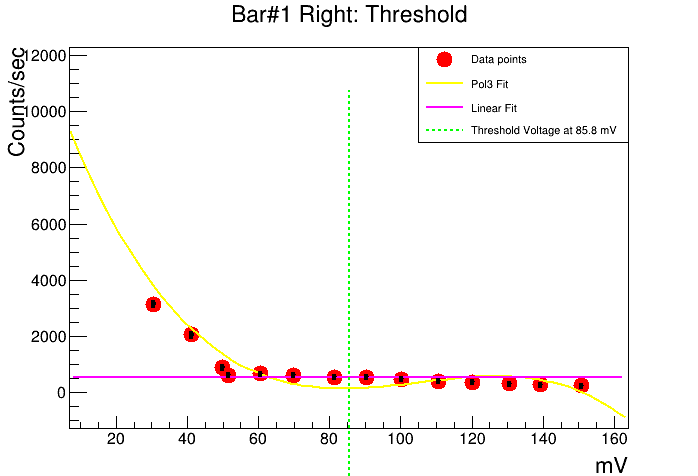 Bar#1 Right: Threshold
Counts/sec
12000
10000
8000
6000
4000
2000
0
Data points
Pol3 Fit
Linear Fit
Threshold Voltage at 85.8 mV
20 40 60 80 100 120 140 160
mV